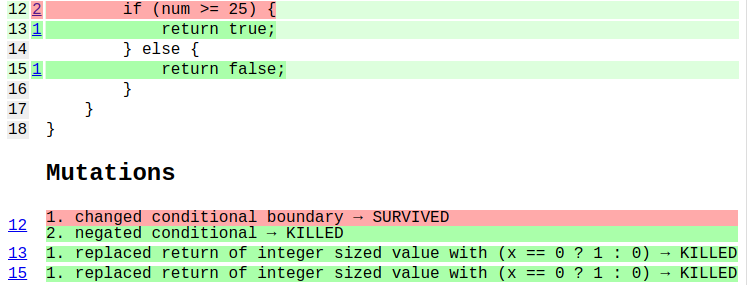 12 2 if (num >= 25) {
13 1 return true;
14 } else {
15 1 return false;
16 }
17 }
18 }
Mutations
12 1. changed conditional boundary → SURVIVED
2. negated conditional → KILLED
13 1. replaced return of integer sized value with (x == 0 ? 1 : 0) → KILLED
15 1. replaced return of integer sized value with (x == 0 ? 1 : 0) → KILLED